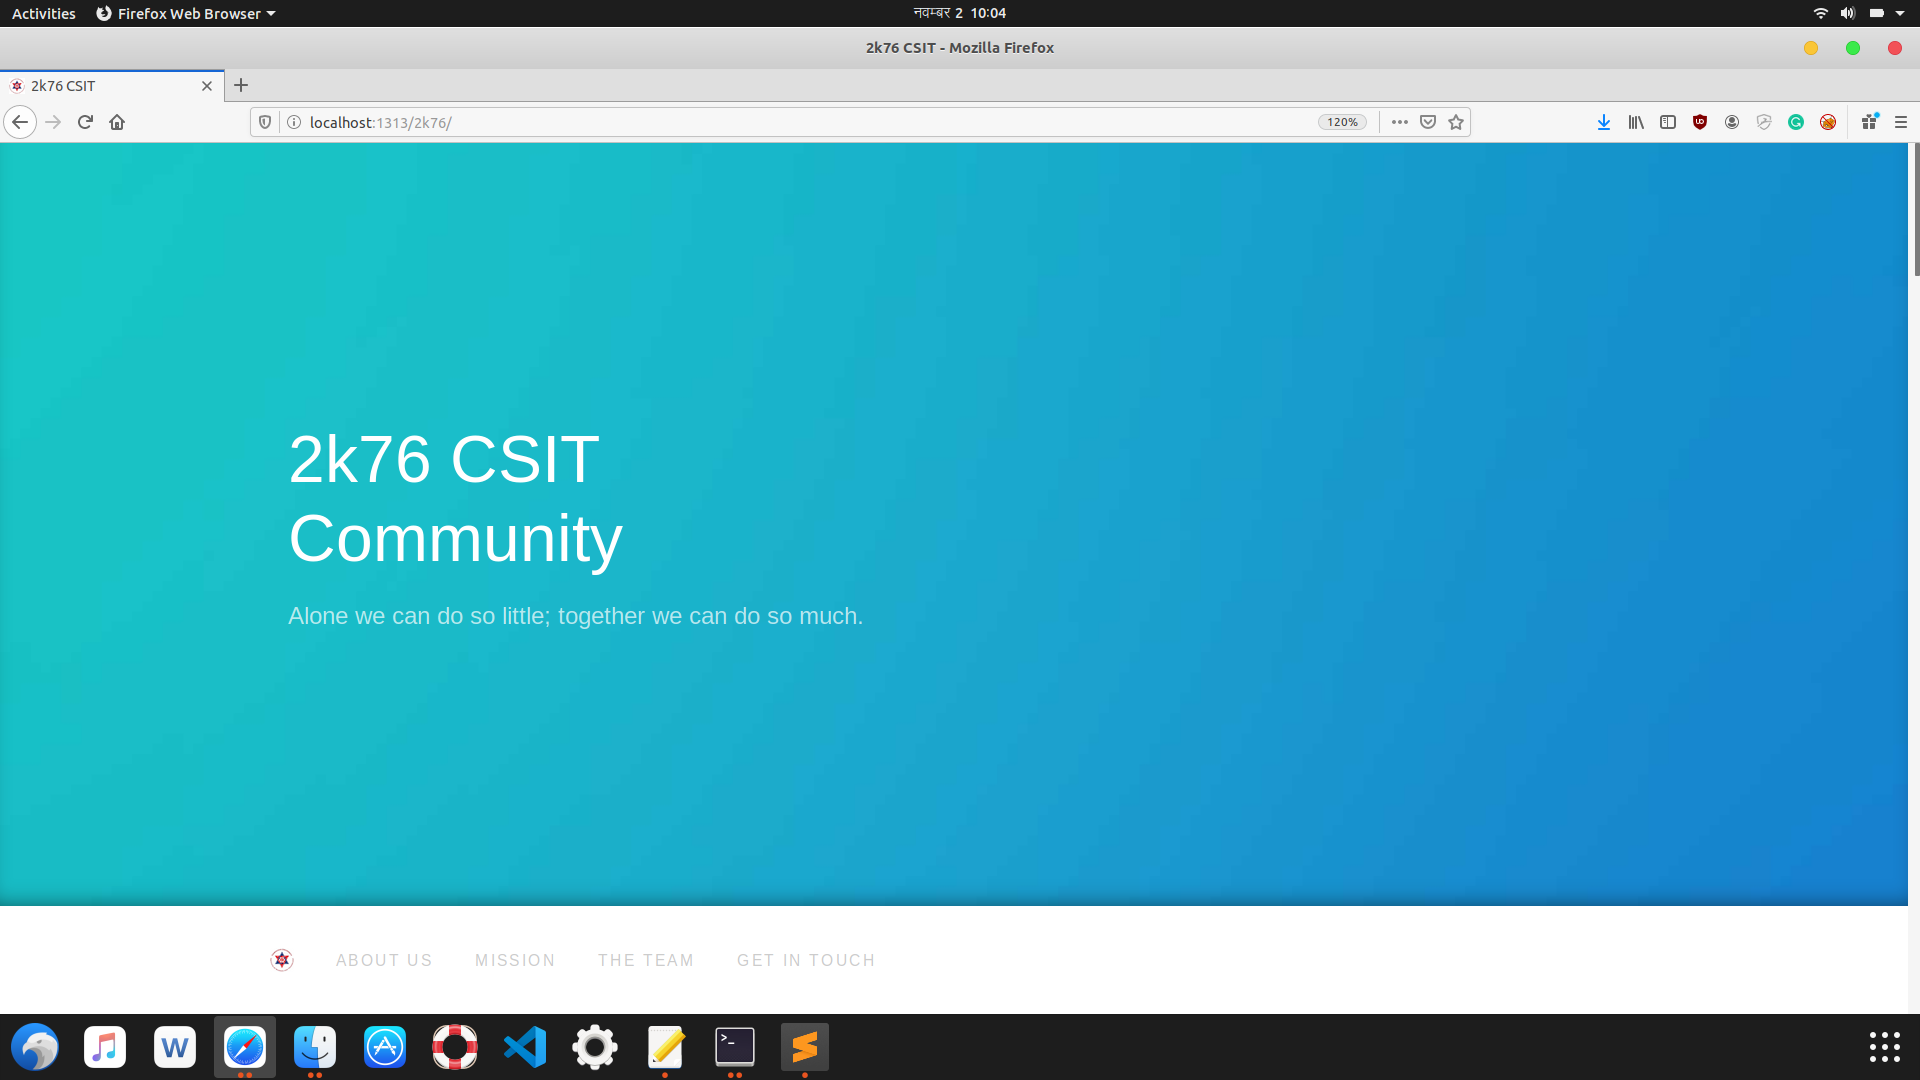 Activities
Firefox Web Browser
नवम्बर 2 10:04
2k76 CSIT - Mozilla Firefox
2k76 CSIT
localhost:1313/2k76/
120%
2k76 CSIT
Community
Alone we can do so little; together we can do so much.
ABOUT US
MISSION
THE TEAM
GET IN TOUCH
W
>_